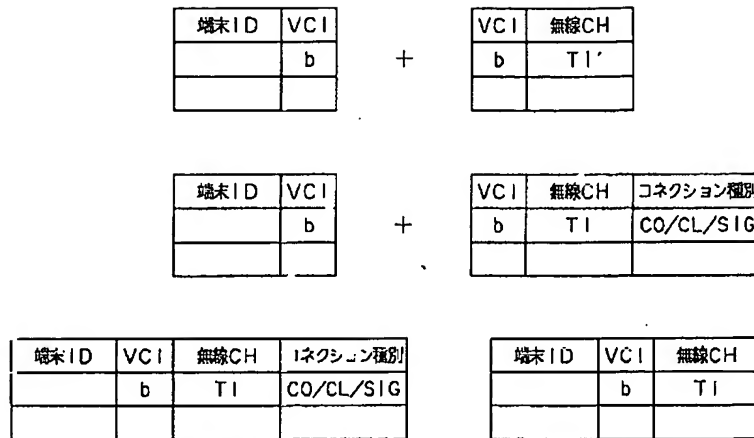 端末ID VCI VCI 無線CH
b + b TI´
端末ID VCI VCI 無線CH コネクション種別
b + b TI CO/CL/SIG
端末ID VCI 無線CH コネクション種別 端末ID VCI 無線CH
b TI CO/CL/SIG b TI